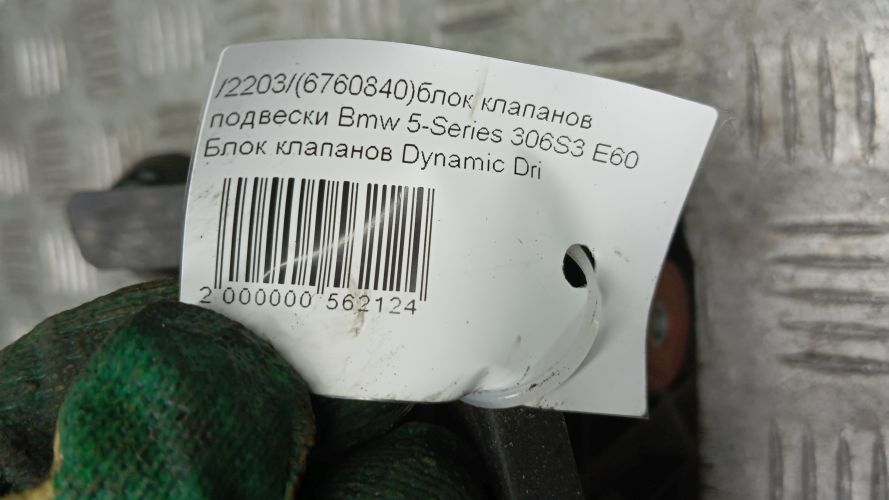 /2203/(6760840)блок клапанов
подвески Bmw 5-Series 306S3 E60
Блок клапанов Dynamic Dri
2 000000 562124